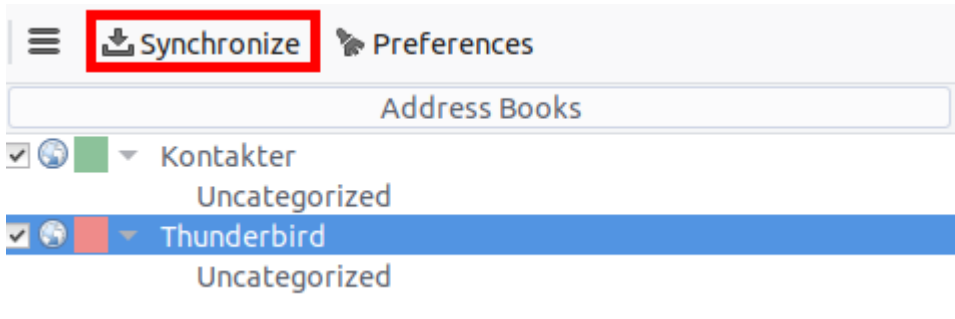 Synchronize Preferences
Address Books
Kontakter
Uncategorized
Thunderbird
Uncategorized